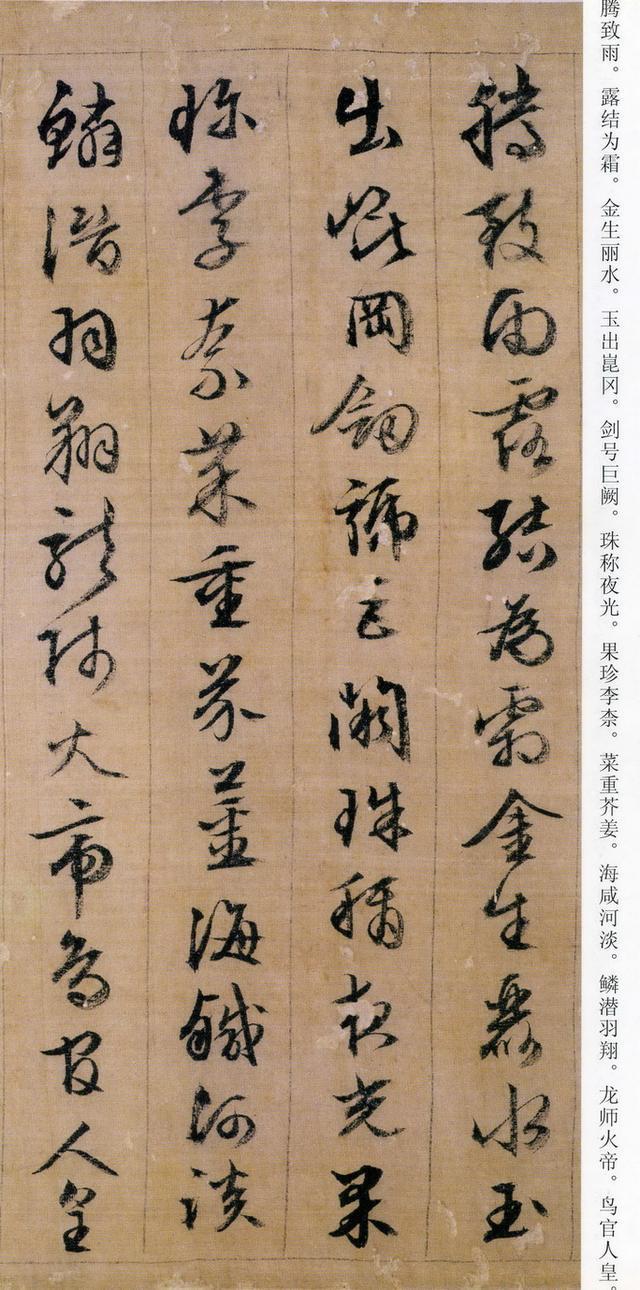 腾致雨。露结为霜。金生丽水。玉出崑冈。剑号巨阙。珠称夜光。果珍李柰。菜重芥姜。海咸河淡。鳞潜羽翔。龙师火帝。鸟官人皇。
騰致雨露結為霜金生麗水玉
出崐岡劍號巨闕珠稱夜光果
珍李柰菜重芥薑海鹹河淡
鱗潛羽翔龍師火帝鳥官人皇